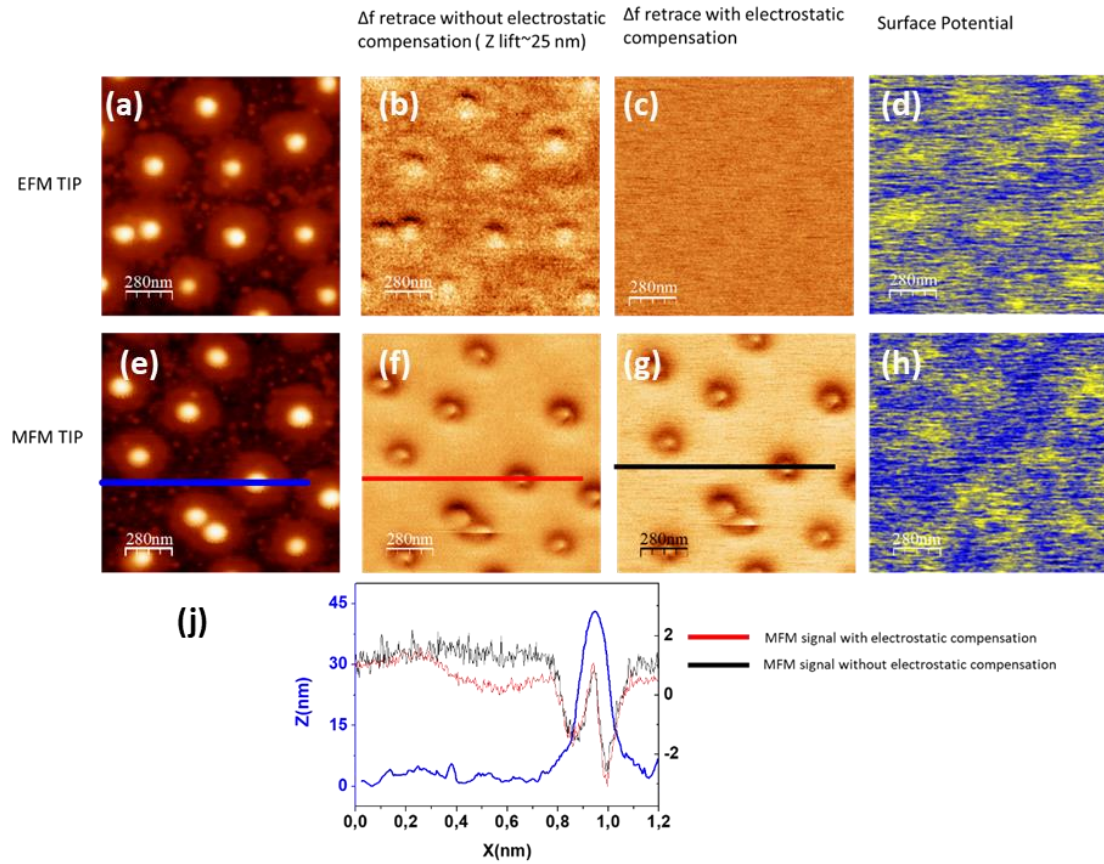 Δf retrace without electrostatic
compensation ( Z lift~25 nm)
Δf retrace with electrostatic
compensation
Surface Potential
EFM TIP
(a)
(b)
(c)
(d)
280nm
280nm
280nm
280nm
MFM TIP
(e)
(f)
(g)
(h)
280nm
280nm
280nm
280nm
(j)
45
30
15
0
Z(nm)
2
0
-2
0,0 0,2 0,4 0,6 0,8 1,0 1,2
X(nm)
MFM signal with electrostatic compensation
MFM signal without electrostatic compensation